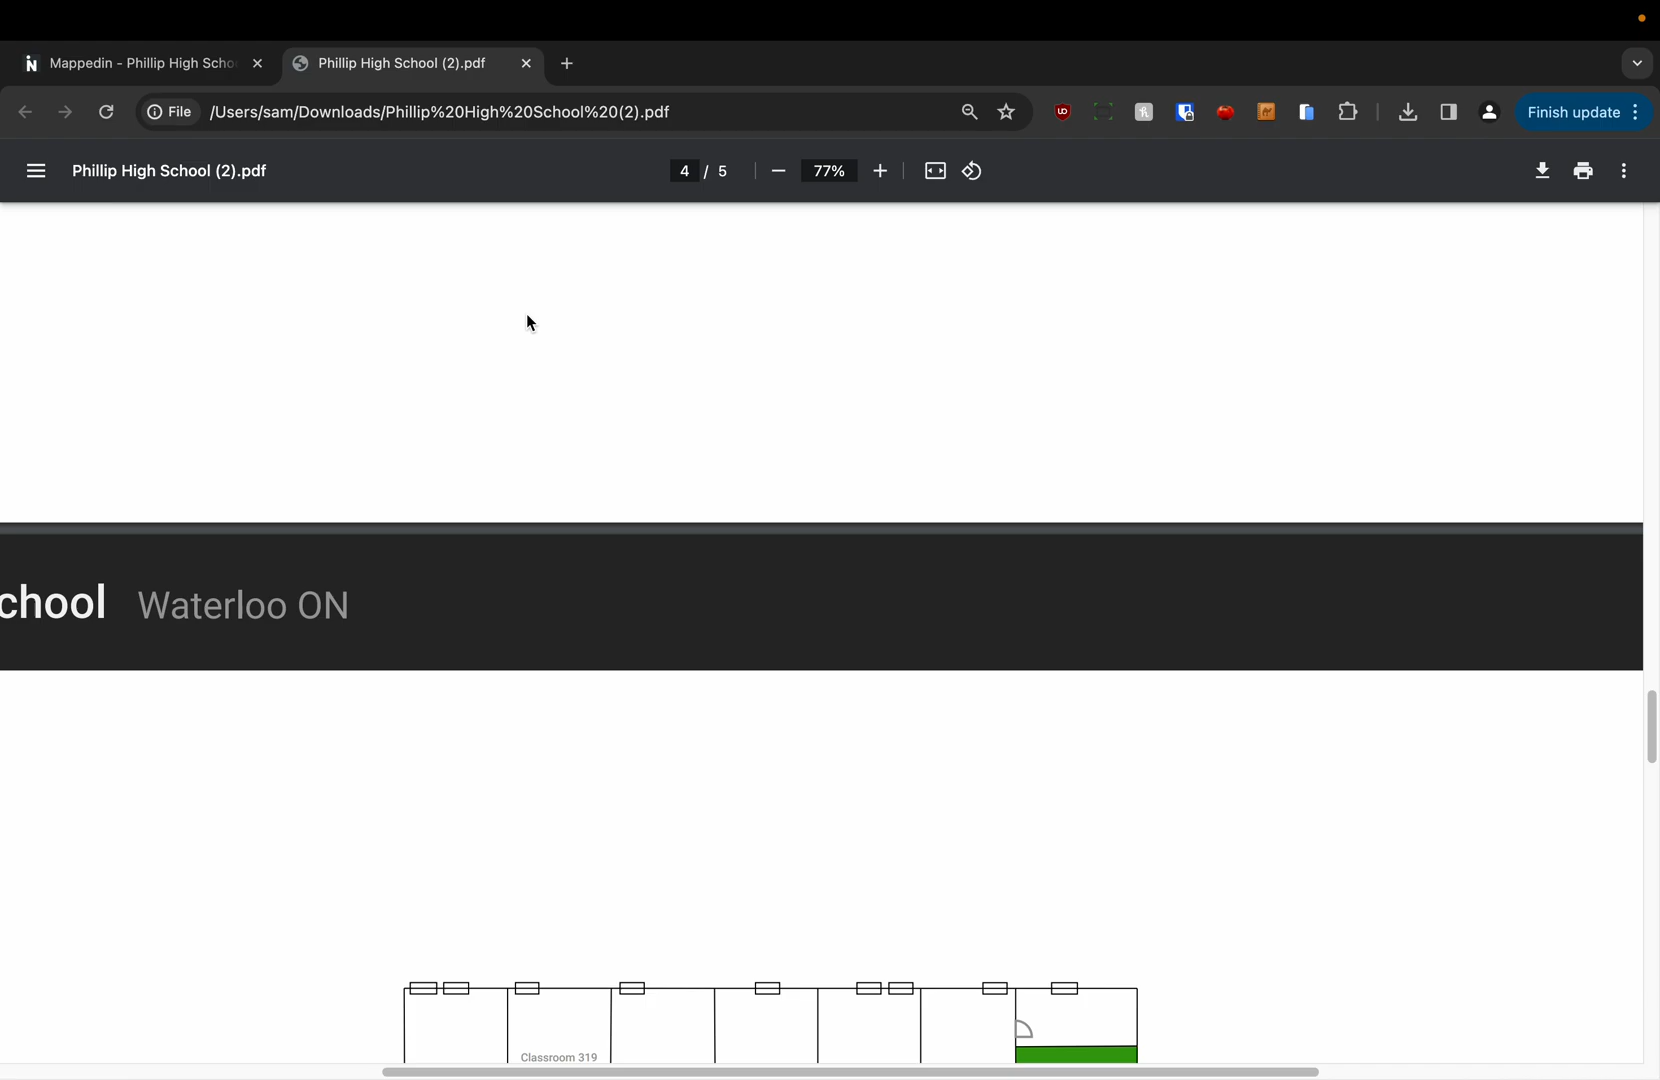 Mappedin - Phillip High Scho
Phillip High School (2).pdf
File
/Users/sam/Downloads/Phillip%20High%20School%20(2).pdf
Finish update
Phillip High School (2).pdf
4 / 5
77%
chool Waterloo ON
Classroom 319